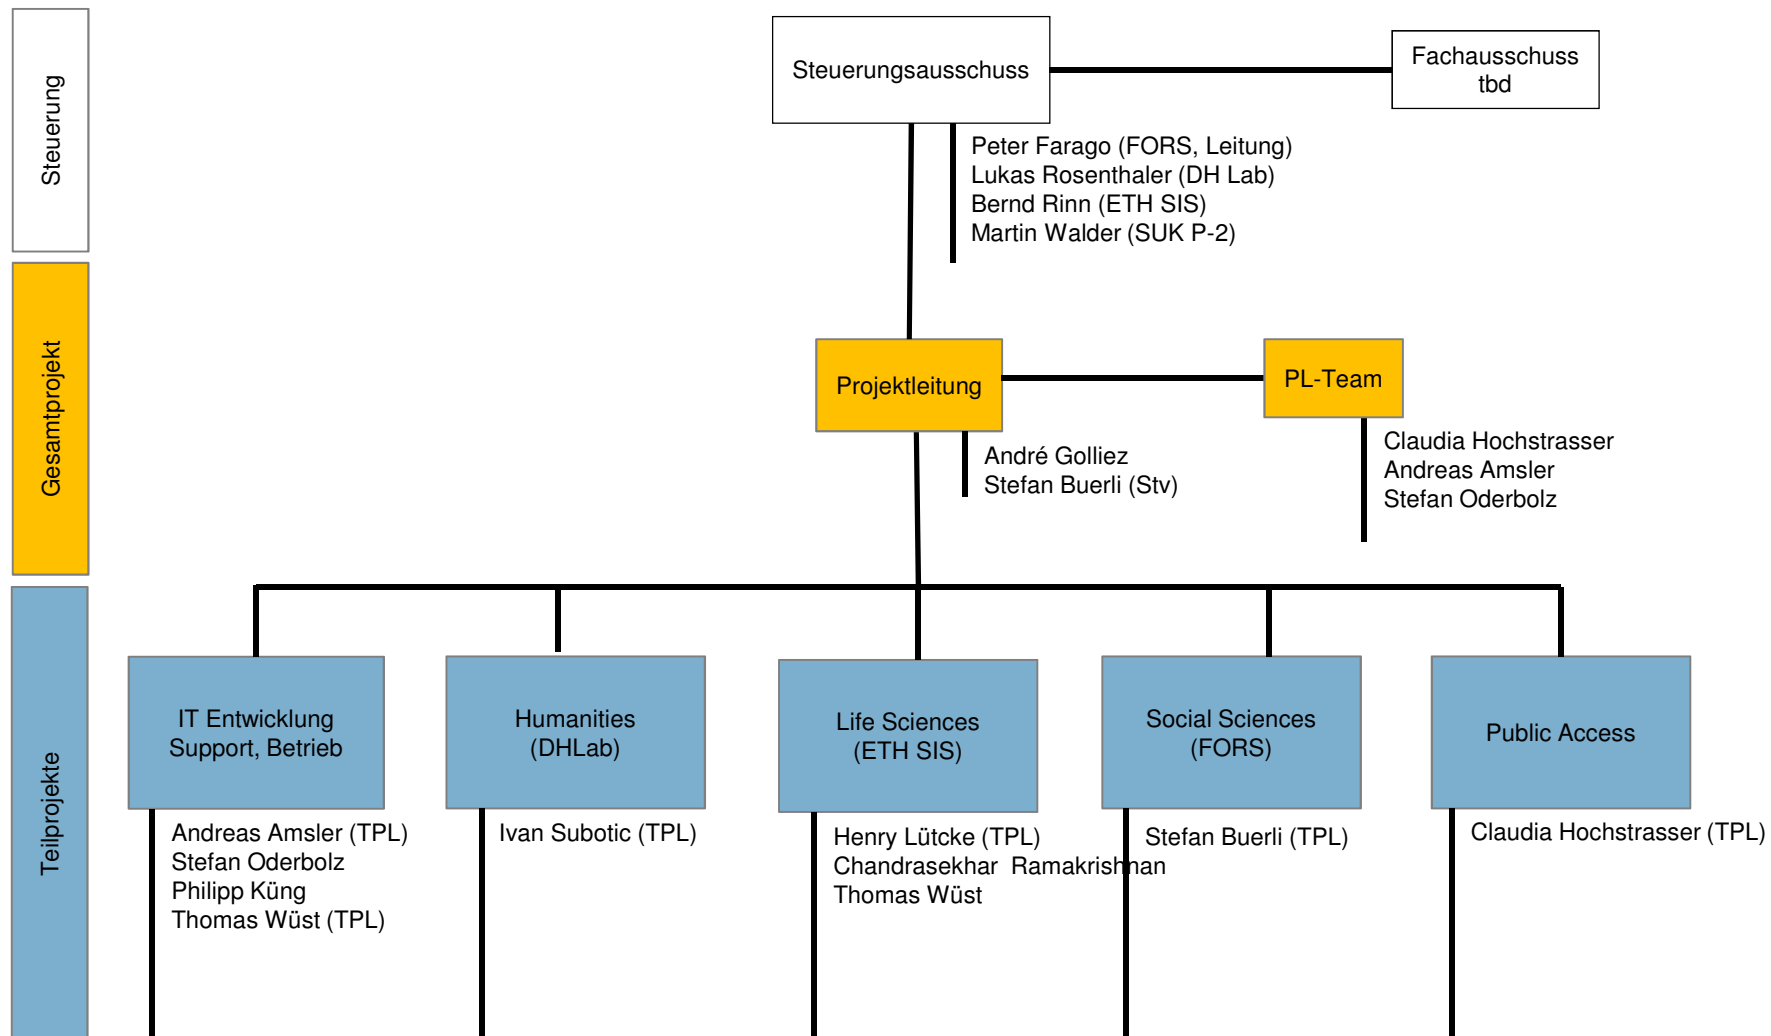 Steuerung
Steuerungsausschuss
Fachausschuss
tbd
Peter Farago (FORS, Leitung)
Lukas Rosenthaler (DH Lab)
Bernd Rinn (ETH SIS)
Martin Walder (SUK P-2)
Gesamtprojekt
Projektleitung
PL-Team
André Golliez
Stefan Buerli (Stv)
Claudia Hochstrasser
Andreas Amsler
Stefan Oderbolz
Teilprojekte
IT Entwicklung
Support, Betrieb
Humanities
(DHLab)
Life Sciences
(ETH SIS)
Social Sciences
(FORS)
Public Access
Andreas Amsler (TPL)
Stefan Oderbolz
Philipp Küng
Thomas Wüst (TPL)
Ivan Subotic (TPL)
Henry Lütcke (TPL)
Chandrasekhar  Ramakrishnan
Thomas Wüst
Stefan Buerli (TPL)
Claudia Hochstrasser (TPL)